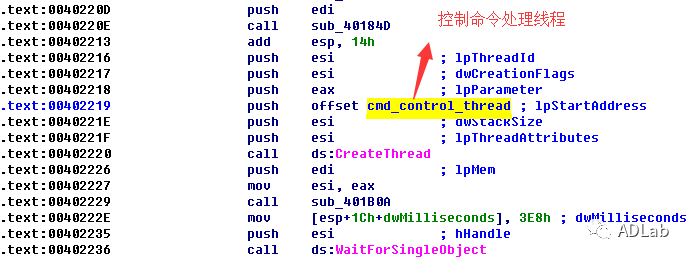 .text:0040220D push edi
控制命令处理线程
.text:0040220E call sub_40184D
.text:00402213 add esp, 14h
.text:00402216 push esi ; lpThreadId
.text:00402217 push esi ; dwCreationFlags
.text:00402218 push eax ; lpParameter
.text:00402219 push offset cmd_control_thread ; lpStartAddress
.text:0040221E push esi ; dwStackSize
.text:0040221F push esi ; lpThreadAttributes
.text:00402220 call ds:CreateThread
.text:00402226 push edi ; lpMem
.text:00402227 mov esi, eax
.text:00402229 call sub_401B0A
.text:0040222E mov [esp+1Ch+dwMilliseconds], 3E8h ; dwMilliseconds
.text:00402235 push esi ; hHandle
.text:00402236 call ds:WaitForSingleObject
ADLab